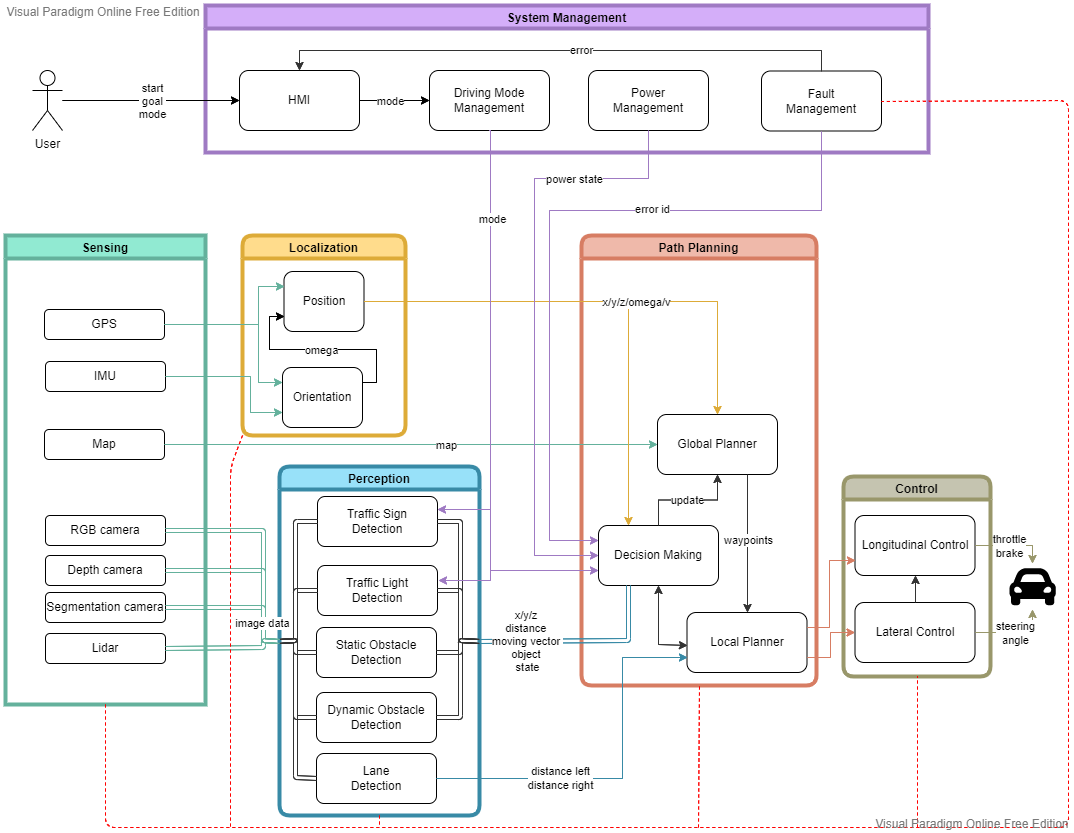 Visual Paradigm Online Free Edition
System Management
error
start
goal
mode
User
HMI
mode
Driving Mode
Management
Power
Management
Fault
Management
power state
error id
mode
Sensing
GPS
IMU
Map
RGB camera
Depth camera
Segmentation camera
Lidar
Localization
Position
omega
Orientation
x/y/z/omega/v
map
image data
Perception
Traffic Sign
Detection
Traffic Light
Detection
Static Obstacle
Detection
Dynamic Obstacle
Detection
Lane
Detection
x/y/z
distance
moving vector
object
state
distance left
distance right
Path Planning
Global Planner
update
Decision Making
waypoints
Local Planner
Control
Longitudinal Control
Lateral Control
throttle
brake
steering
angle
Visual Paradigm Online Free Edition